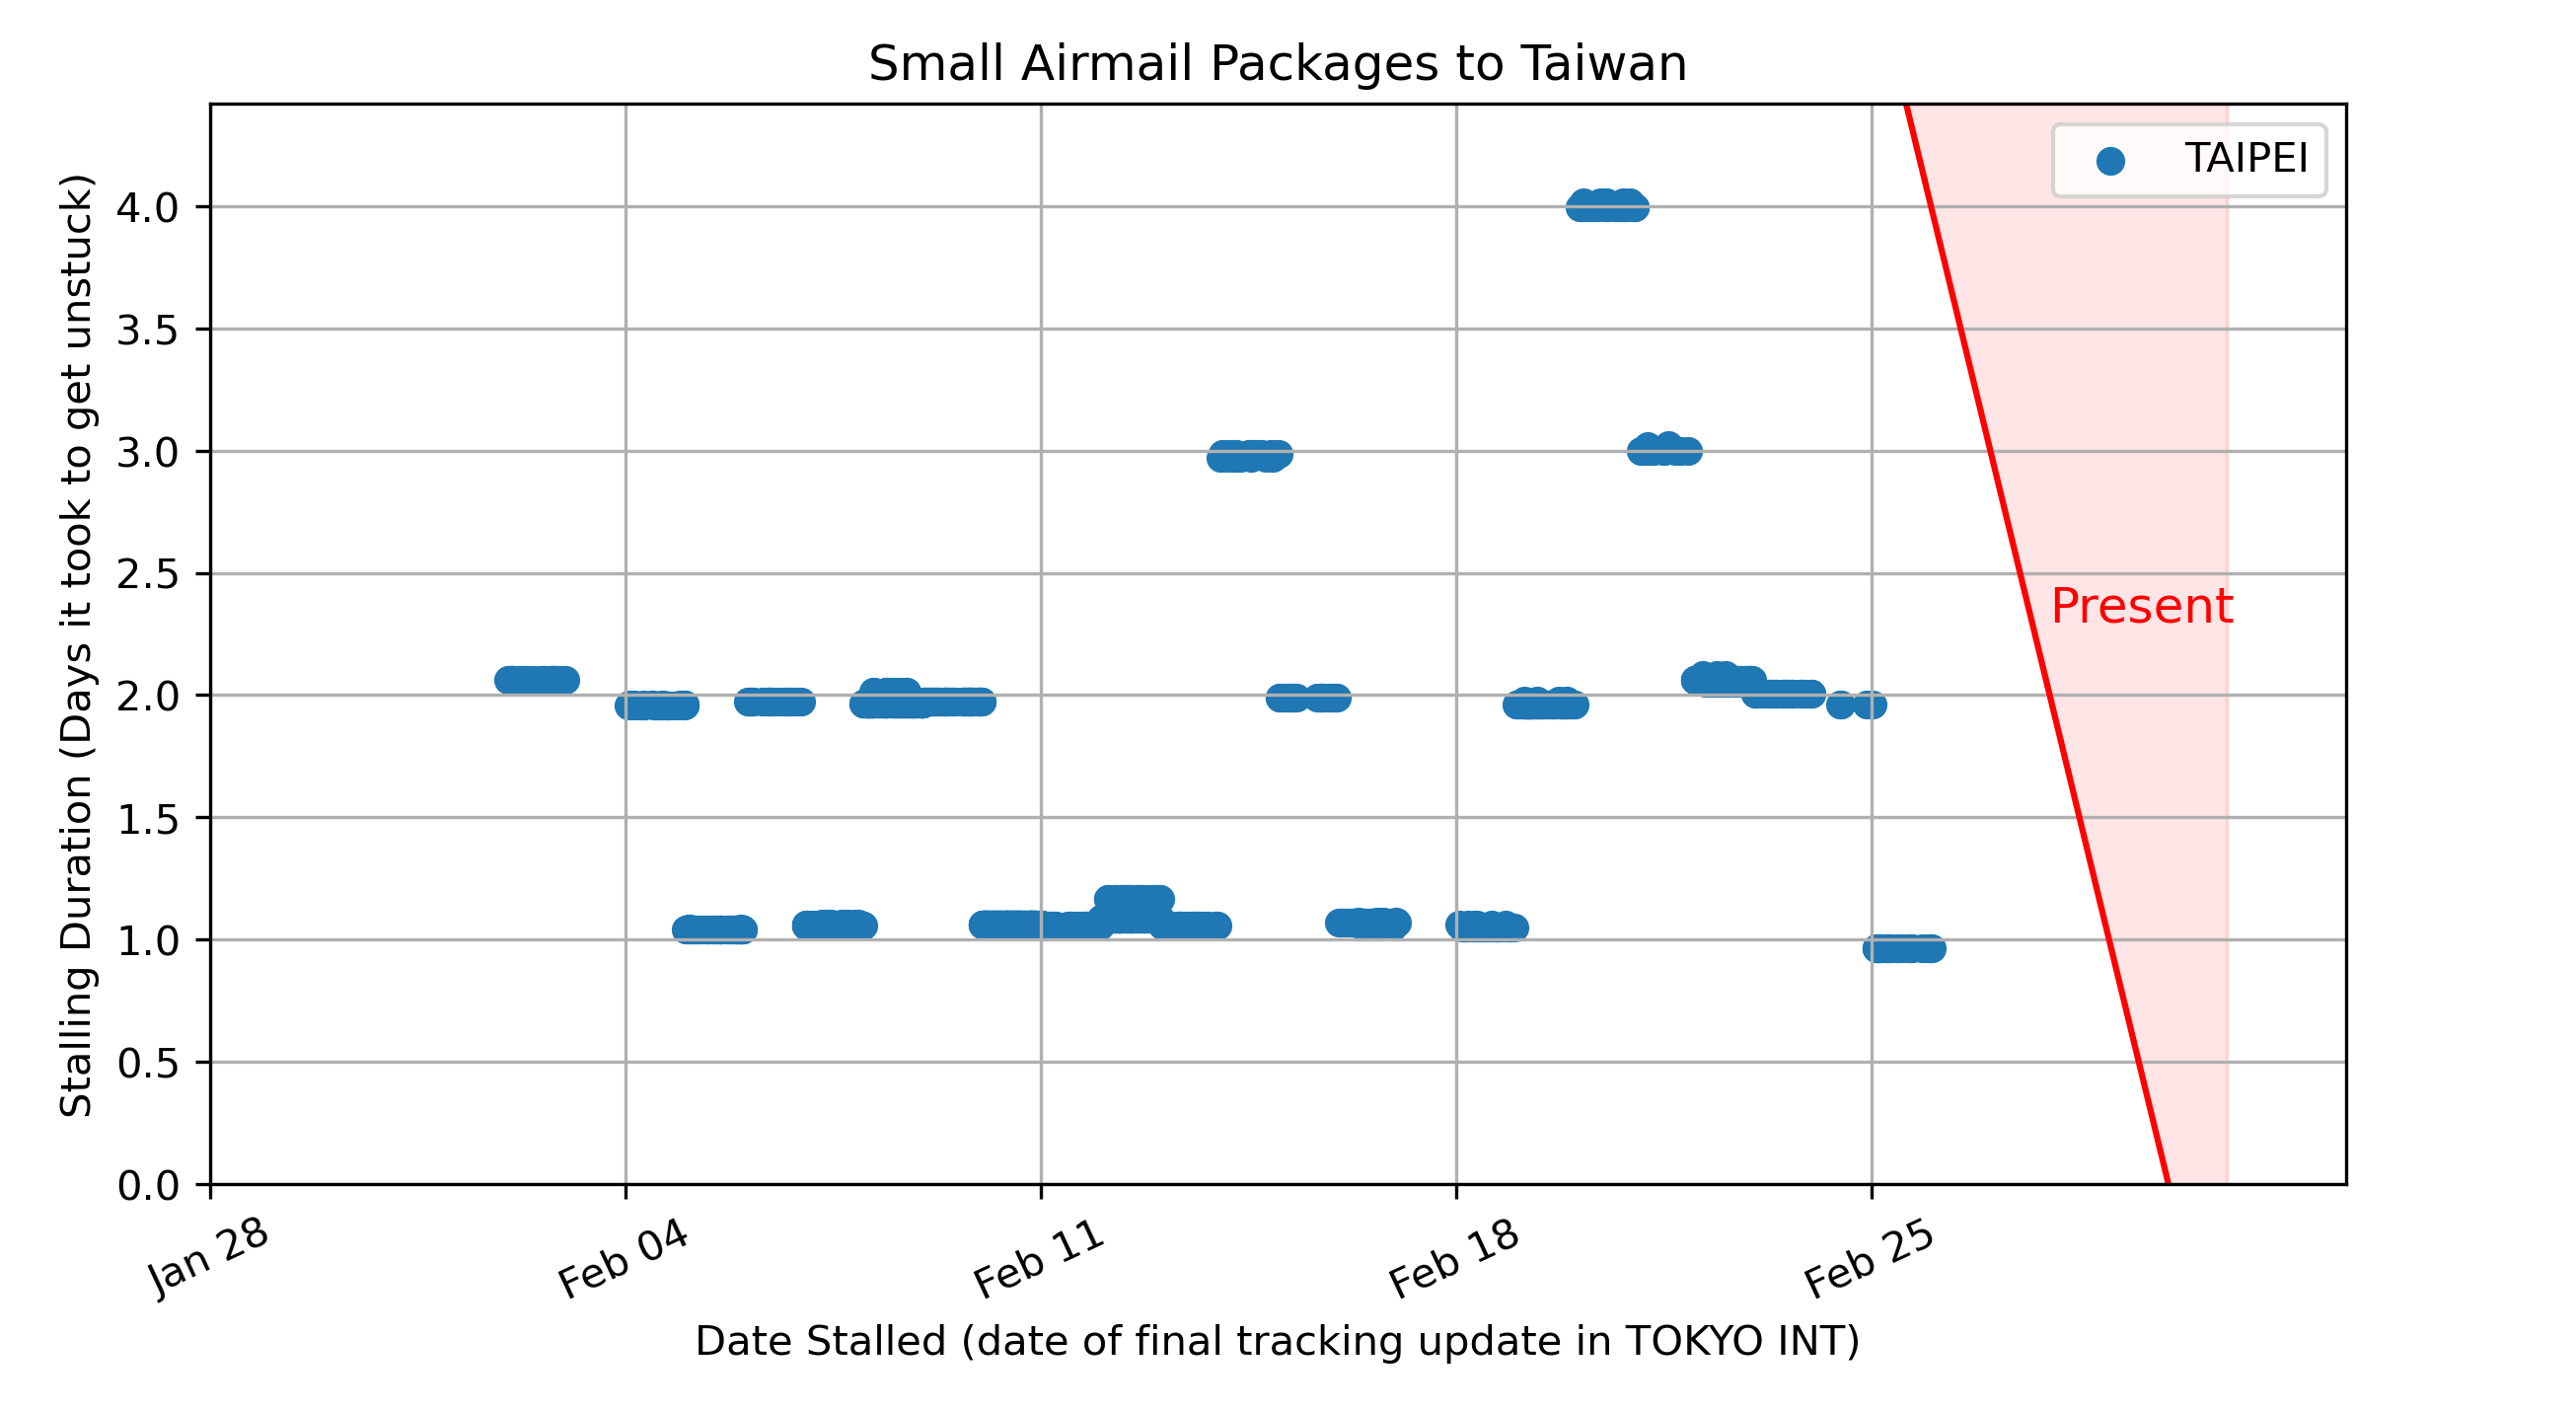 Small Airmail Packages to Taiwan
TAIPEI
Stalling Duration (Days it took to get unstuck)
4.0
3.5
3.0
2.5
2.0
1.5
1.0
0.5
0.0
Present
Jan 28
Feb 04
Feb 11
Feb 18
Feb 25
Date Stalled (date of final tracking update in TOKYO INT)